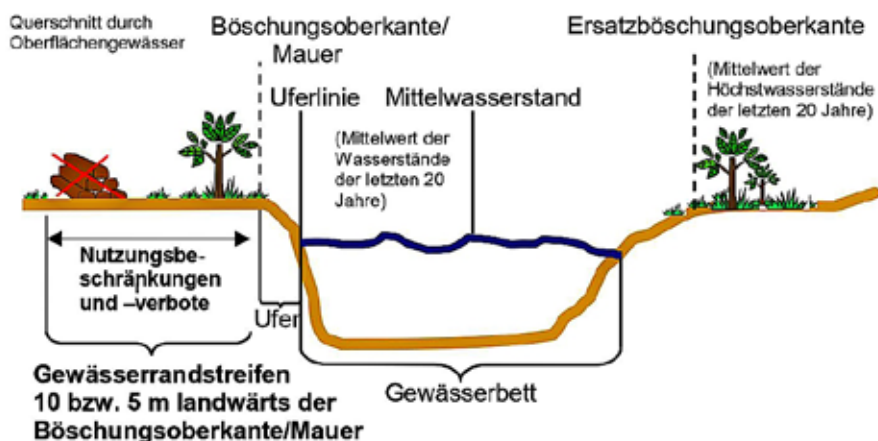 Querschnitt durch
Oberflächengewässer
Böschungsoberkante/
Mauer
Ersatzböschungsoberkante
(Mittelwert der
Höchstwasserstände
der letzten 20 Jahre)
Uferlinie
Mittelwasserstand
(Mittelwert der
Wasserstände
der letzten 20
Jahre)
Nutzungsbe-
schränkungen
und –verbote
Ufer
Gewässerbett
Gewässerrandstreifen
10 bzw. 5 m landwärts der
Böschungsoberkante/Mauer